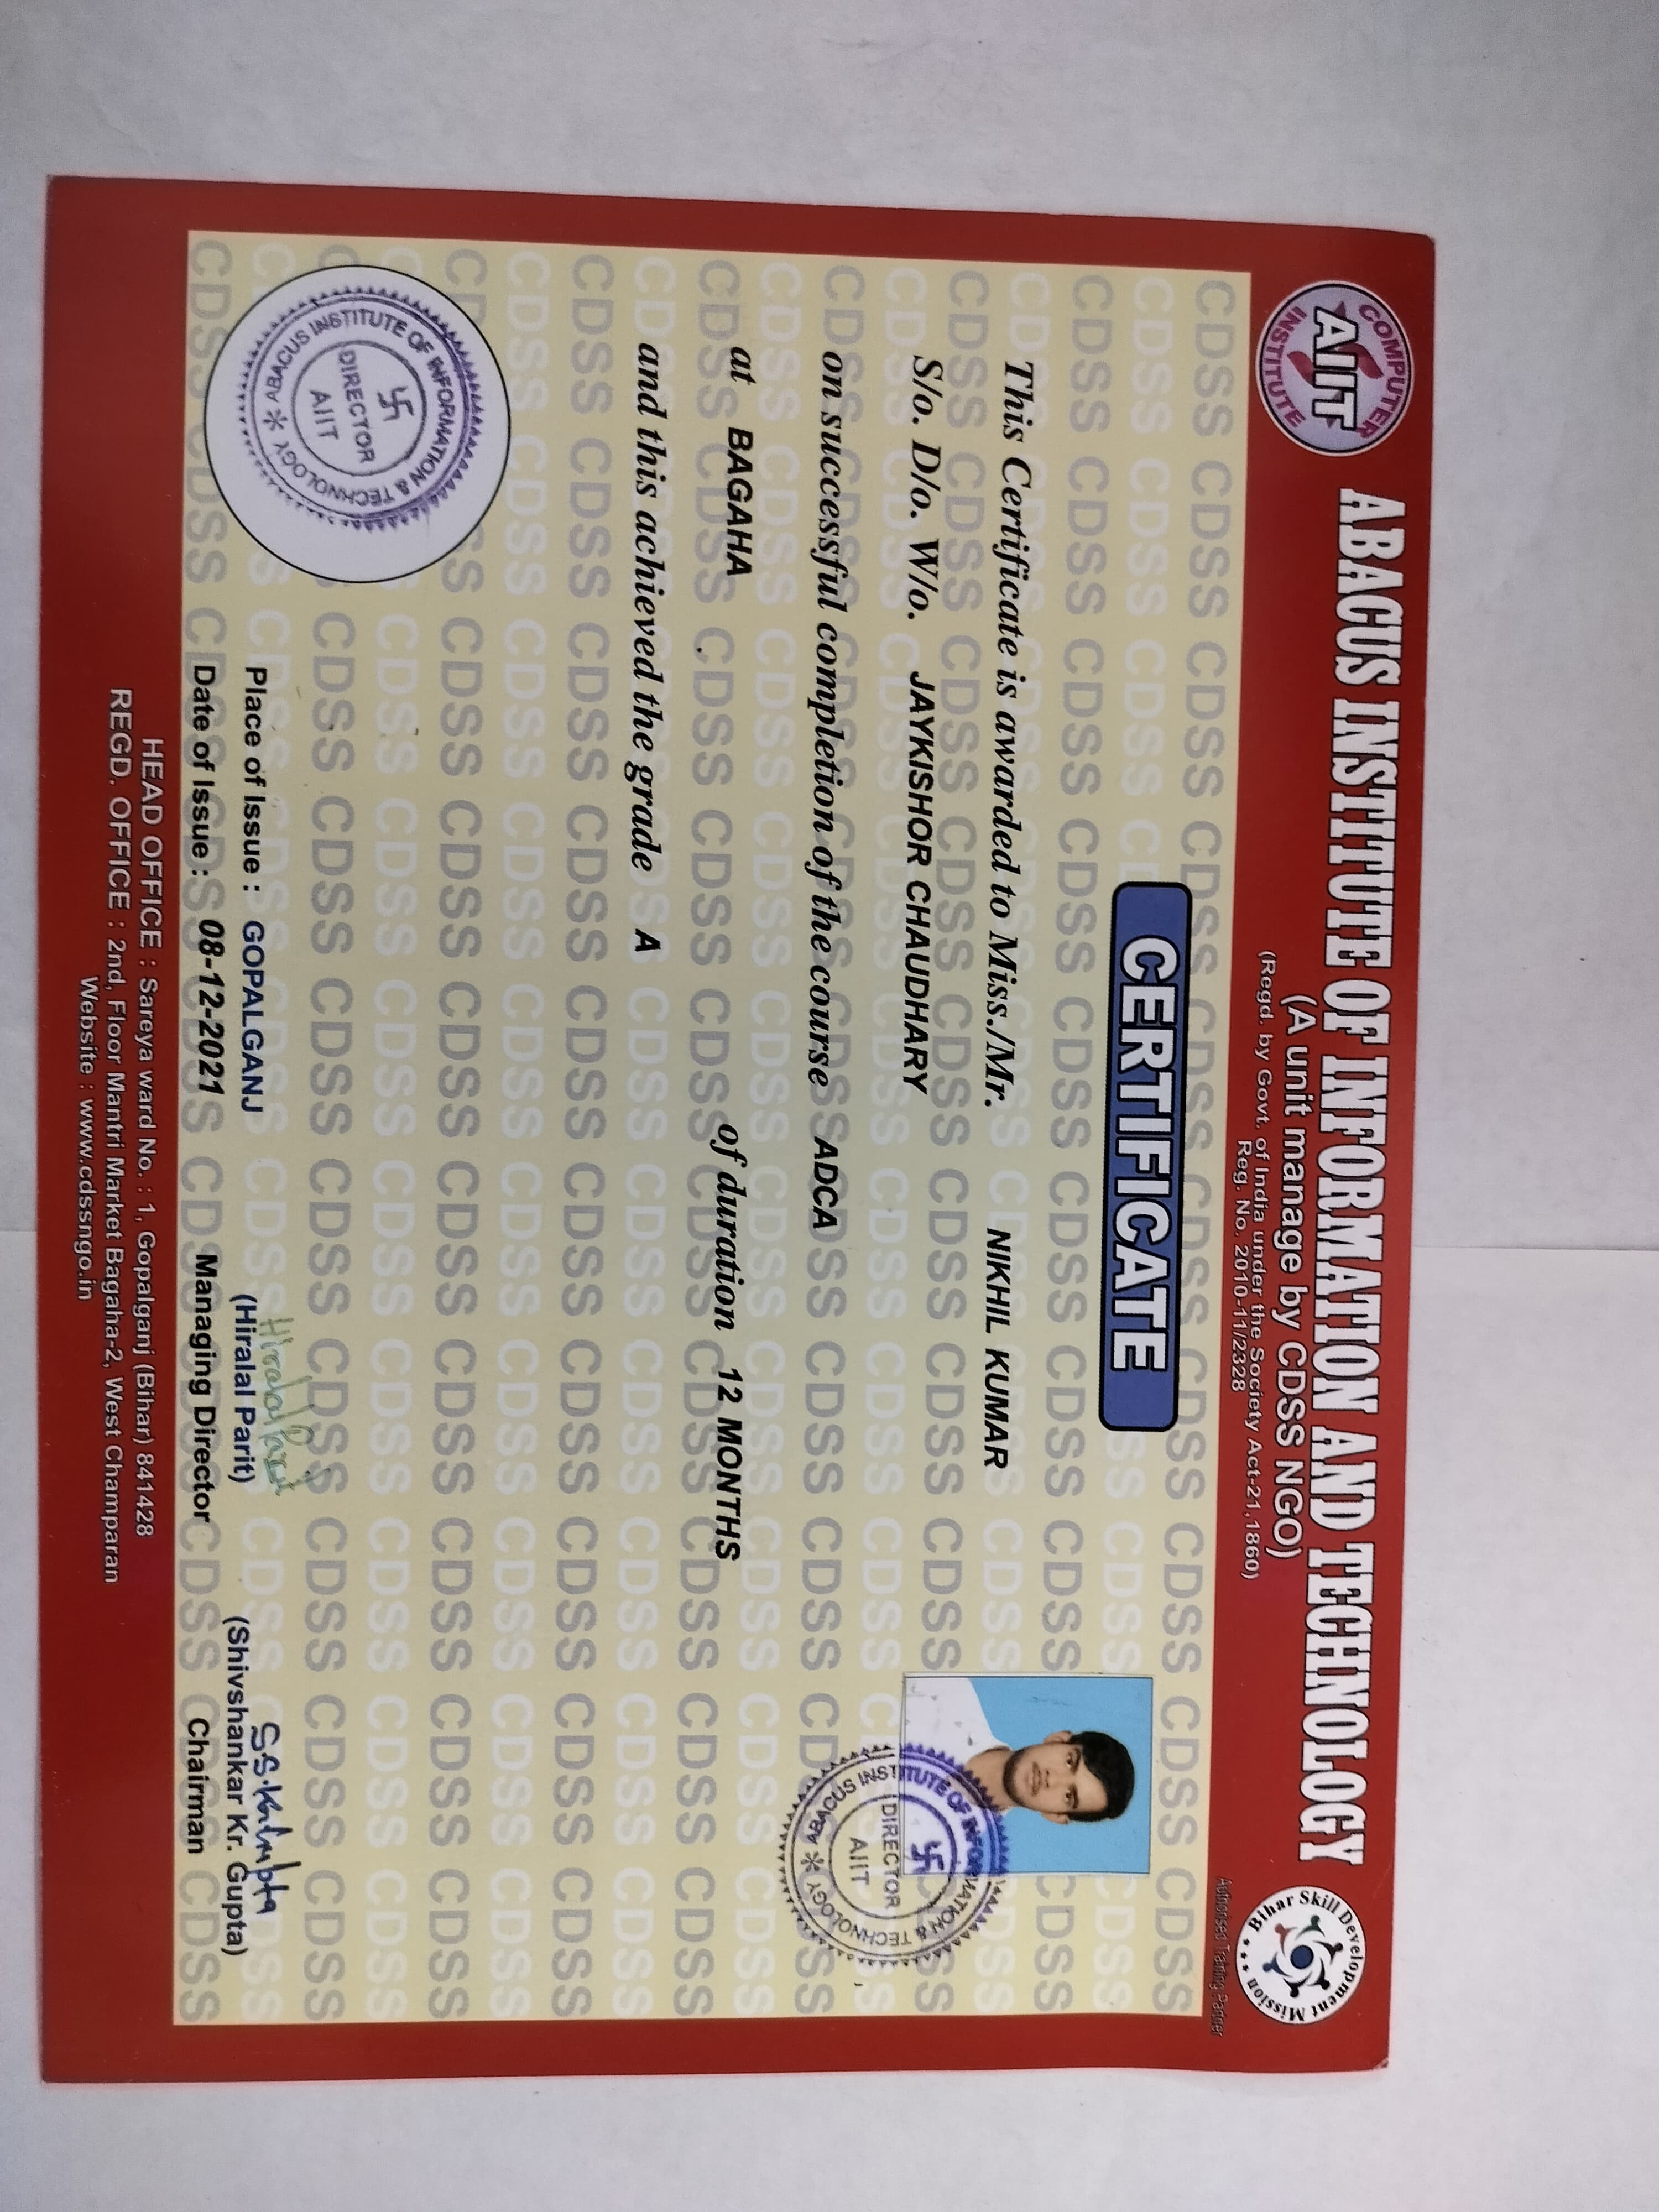 COMPUTER
AIIT
INSTITUTE
ABACUS INSTITUTE OF INFORMATION AND TECHNOLOGY
(A unit manage by CDSS NGO)
(Regd. by Govt. of India under the Society Act-21,1860)
Reg. No. 2010-11/2328
Bihar Skill Development Mission
Authorised Training Partner
CERTIFICATE
This Certificate is awarded to Miss./Mr. NIKHIL KUMAR
S/o. D/o. W/o. JAYKISHOR CHAUDHARY
on successful completion of the course ADCA
at BAGAHA of duration 12 MONTHS
and this achieved the grade A
ABACUS INSTITUTE OF INFORMATION & TECHNOLOGY
DIRECTOR
AIIT
ABACUS INSTITUTE OF INFORMATION & TECHNOLOGY
DIRECTOR
AIIT
Place of Issue : GOPALGANJ
Date of Issue : 08-12-2021
Hiralal Parit
(Hiralal Parit)
Managing Director
S.S.Kr.Gupta
(Shivshankar Kr. Gupta)
Chairman
HEAD OFFICE : Sareya ward No. : 1, Gopalganj (Bihar) 841428
REGD. OFFICE : 2nd, Floor Mantri Market Bagaha-2, West Champaran
Website : www.cdssngo.in
CDSS